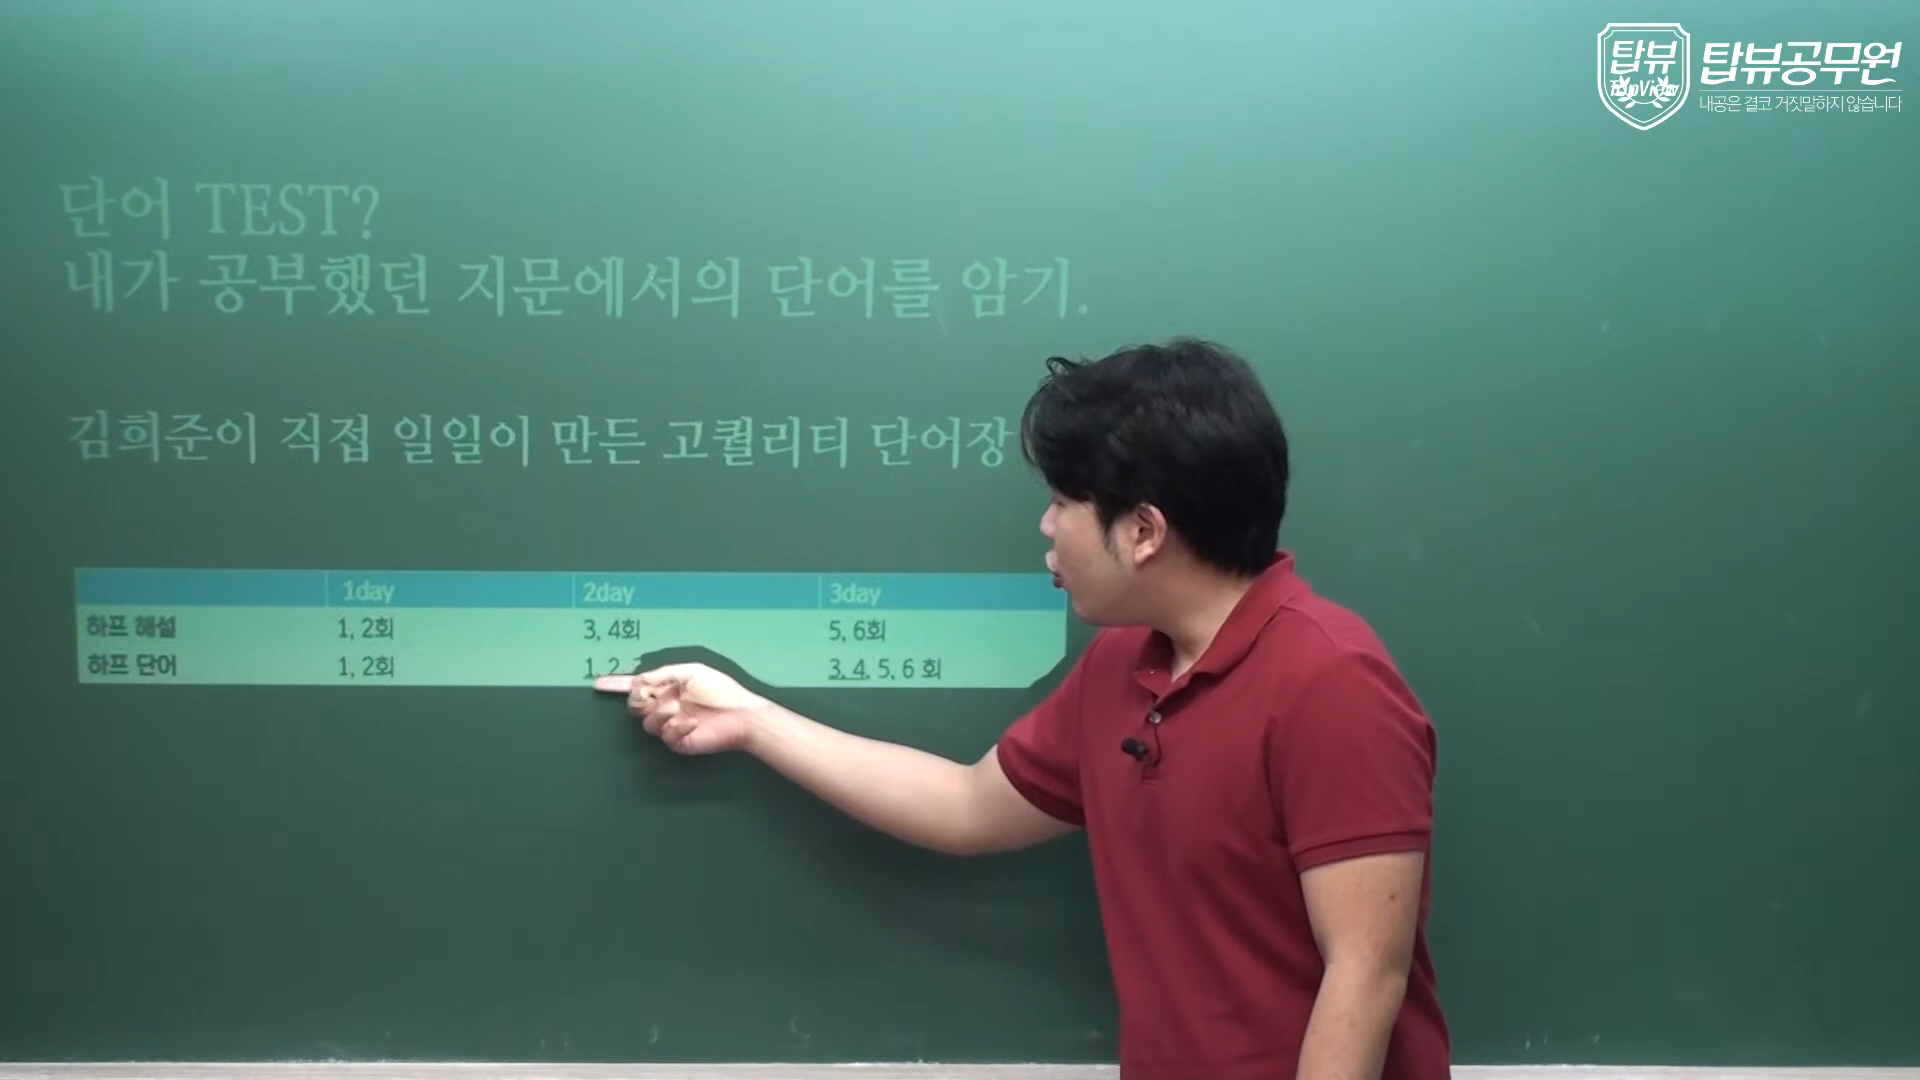 탑뷰
TopView
탑뷰공무원
내공은 결코 거짓말하지 않습니다
단어 TEST?
내가 공부했던 지문에서의 단어를 암기.
김희준이 직접 일일이 만든 고퀄리티 단어장
1day 2day 3day
하프 해설 1, 2회 3, 4회 5, 6회
하프 단어 1, 2회 1, 2, 3, 4, 5, 6 회